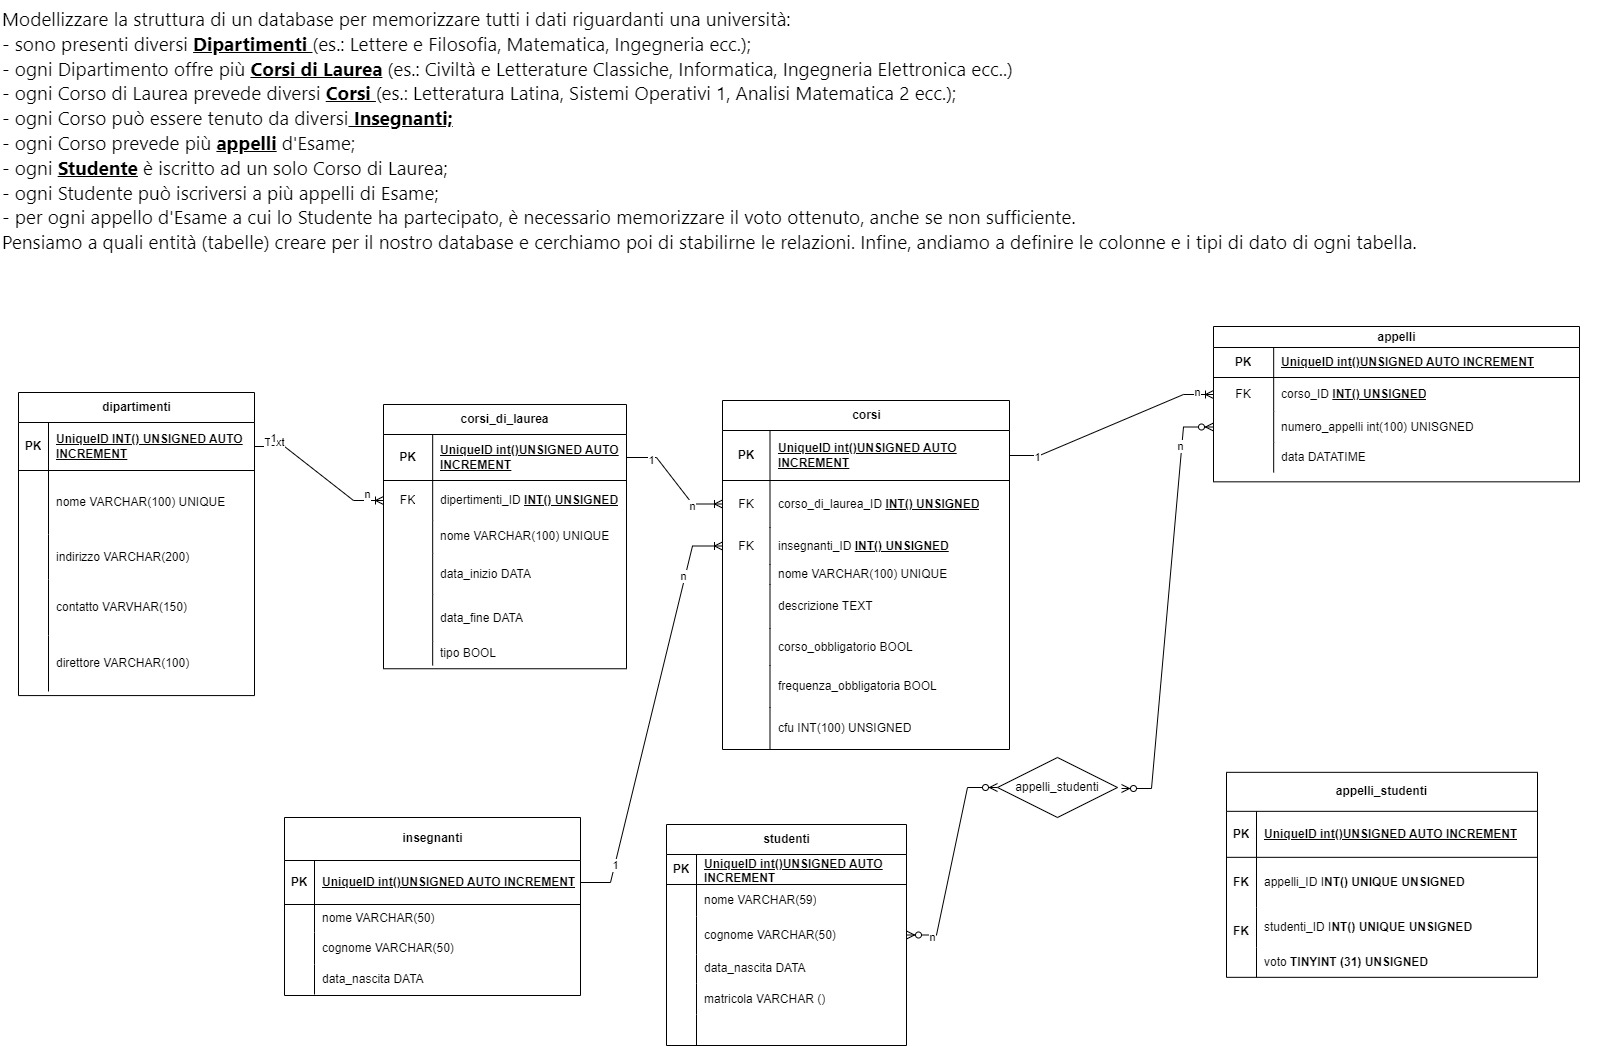 Modellizzare la struttura di un database per memorizzare tutti i dati riguardanti una università:
- sono presenti diversi Dipartimenti (es.: Lettere e Filosofia, Matematica, Ingegneria ecc.);
- ogni Dipartimento offre più Corsi di Laurea (es.: Civiltà e Letterature Classiche, Informatica, Ingegneria Elettronica ecc..)
- ogni Corso di Laurea prevede diversi Corsi (es.: Letteratura Latina, Sistemi Operativi 1, Analisi Matematica 2 ecc.);
- ogni Corso può essere tenuto da diversi Insegnanti;
- ogni Corso prevede più appelli d'Esame;
- ogni Studente è iscritto ad un solo Corso di Laurea;
- ogni Studente può iscriversi a più appelli di Esame;
- per ogni appello d'Esame a cui lo Studente ha partecipato, è necessario memorizzare il voto ottenuto, anche se non sufficiente.
Pensiamo a quali entità (tabelle) creare per il nostro database e cerchiamo poi di stabilirne le relazioni. Infine, andiamo a definire le colonne e i tipi di dato di ogni tabella.
dipartimenti
PK
UniqueID INT() UNSIGNED AUTO
INCREMENT
nome VARCHAR(100) UNIQUE
indirizzo VARCHAR(200)
contatto VARVHAR(150)
direttore VARCHAR(100)
Text
1
n
corsi_di_laurea
PK
UniqueID int()UNSIGNED AUTO
INCREMENT
FK
dipertimenti_ID INT() UNSIGNED
nome VARCHAR(100) UNIQUE
data_inizio DATA
data_fine DATA
tipo BOOL
1
n
corsi
PK
UniqueID int()UNSIGNED AUTO
INCREMENT
FK
corso_di_laurea_ID INT() UNSIGNED
FK
insegnanti_ID INT() UNSIGNED
nome VARCHAR(100) UNIQUE
descrizione TEXT
corso_obbligatorio BOOL
frequenza_obbligatoria BOOL
cfu INT(100) UNSIGNED
n
1
1
n
appelli
PK
UniqueID int()UNSIGNED AUTO INCREMENT
FK
corso_ID INT() UNSIGNED
numero_appelli int(100) UNISGNED
data DATATIME
n
insegnanti
PK
UniqueID int()UNSIGNED AUTO INCREMENT
nome VARCHAR(50)
cognome VARCHAR(50)
data_nascita DATA
studenti
PK
UniqueID int()UNSIGNED AUTO
INCREMENT
nome VARCHAR(59)
cognome VARCHAR(50)
data_nascita DATA
matricola VARCHAR ()
n
appelli_studenti
appelli_studenti
PK
UniqueID int()UNSIGNED AUTO INCREMENT
FK
appelli_ID INT() UNIQUE UNSIGNED
FK
studenti_ID INT() UNIQUE UNSIGNED
voto TINYINT (31) UNSIGNED